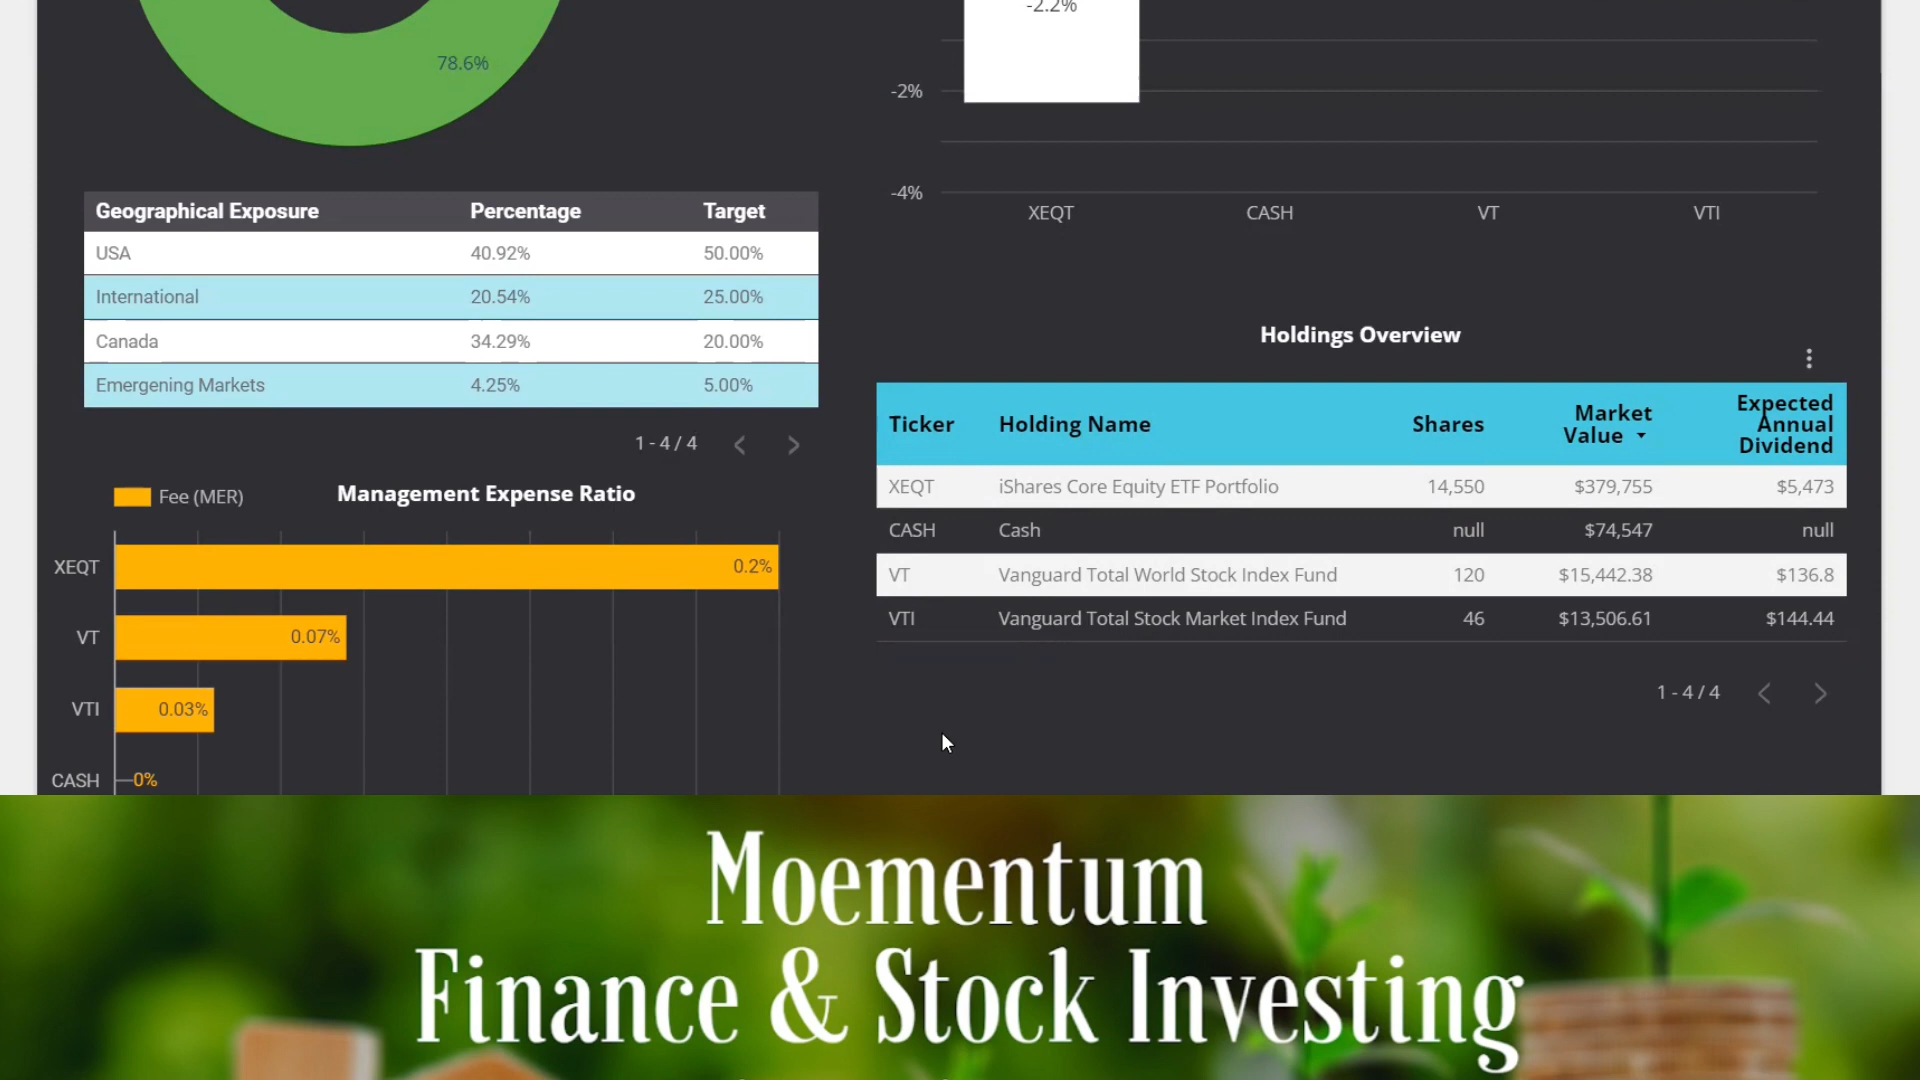 -2.2%
78.6%
-2%
-4%
XEQT CASH VT VTI
Geographical Exposure Percentage Target
USA 40.92% 50.00%
International 20.54% 25.00%
Canada 34.29% 20.00%
Emergening Markets 4.25% 5.00%
1 - 4 / 4
Fee (MER)
Management Expense Ratio
XEQT 0.2%
VT 0.07%
VTI 0.03%
CASH 0%
Holdings Overview
Ticker Holding Name Shares Market Value Expected Annual Dividend
XEQT iShares Core Equity ETF Portfolio 14,550 $379,755 $5,473
CASH Cash null $74,547 null
VT Vanguard Total World Stock Index Fund 120 $15,442.38 $136.8
VTI Vanguard Total Stock Market Index Fund 46 $13,506.61 $144.44
1 - 4 / 4
Moementum
Finance & Stock Investing